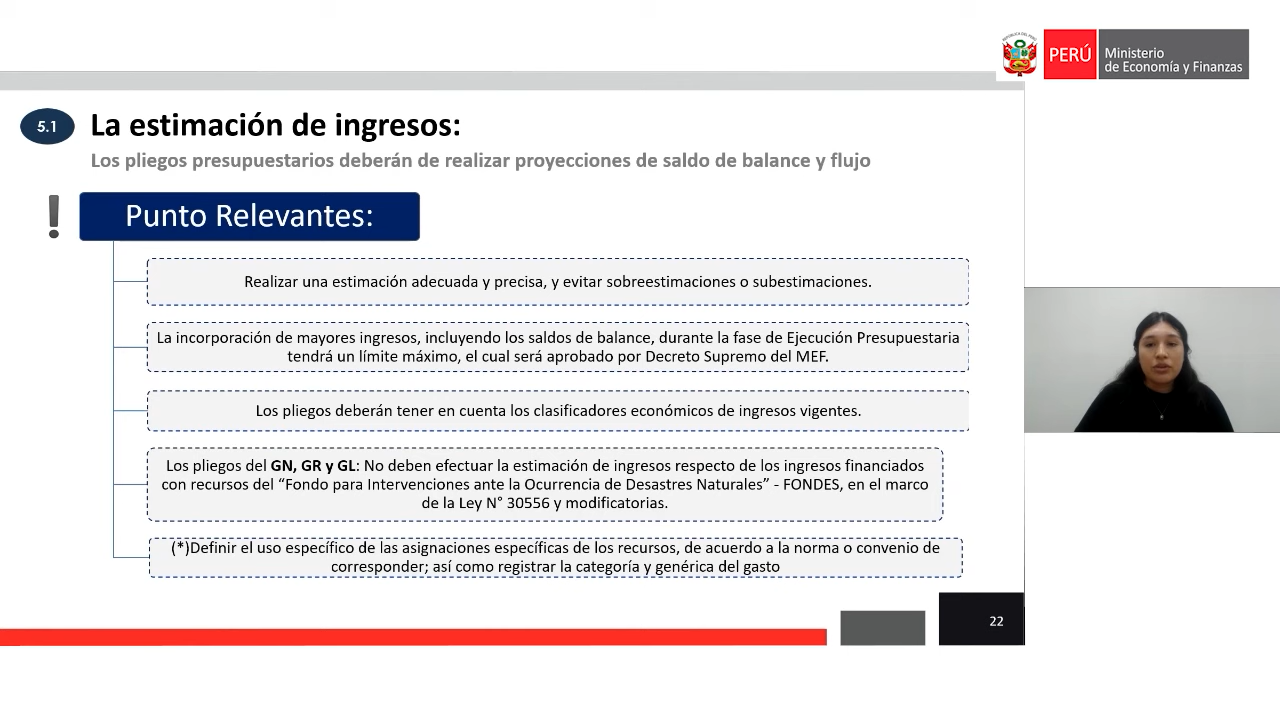 REPÚBLICA DEL PERÚ
PERÚ
Ministerio
de Economía y Finanzas
5.1
La estimación de ingresos:
Los pliegos presupuestarios deberán de realizar proyecciones de saldo de balance y flujo
!
Punto Relevantes:
Realizar una estimación adecuada y precisa, y evitar sobreestimaciones o subestimaciones.
La incorporación de mayores ingresos, incluyendo los saldos de balance, durante la fase de Ejecución Presupuestaria
tendrá un límite máximo, el cual será aprobado por Decreto Supremo del MEF.
Los pliegos deberán tener en cuenta los clasificadores económicos de ingresos vigentes.
Los pliegos del GN, GR y GL: No deben efectuar la estimación de ingresos respecto de los ingresos financiados
con recursos del “Fondo para Intervenciones ante la Ocurrencia de Desastres Naturales” - FONDES, en el marco
de la Ley N° 30556 y modificatorias.
(*)Definir el uso específico de las asignaciones específicas de los recursos, de acuerdo a la norma o convenio de
corresponder; así como registrar la categoría y genérica del gasto
22